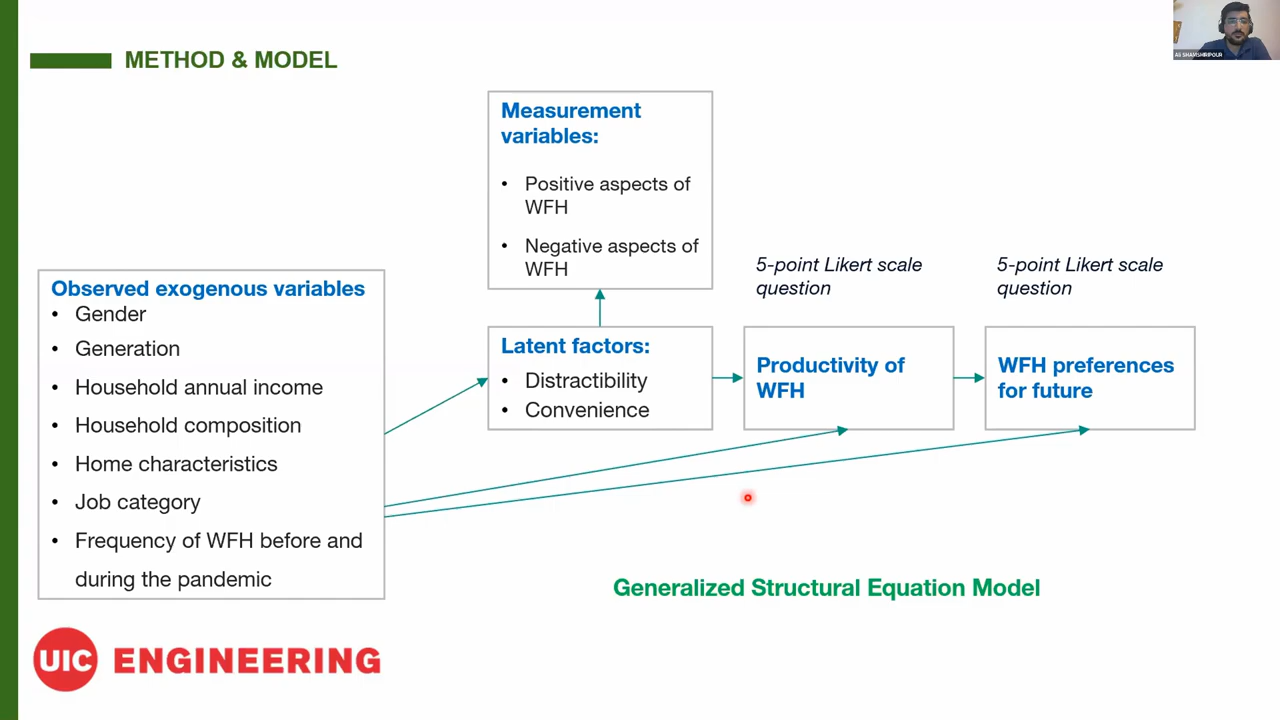 METHOD & MODEL
Measurement
variables:
• Positive aspects of
WFH
• Negative aspects of
WFH
5-point Likert scale
question
5-point Likert scale
question
Observed exogenous variables
• Gender
• Generation
• Household annual income
• Household composition
• Home characteristics
• Job category
• Frequency of WFH before and
during the pandemic
Latent factors:
• Distractibility
• Convenience
Productivity of
WFH
WFH preferences
for future
Generalized Structural Equation Model
UIC ENGINEERING